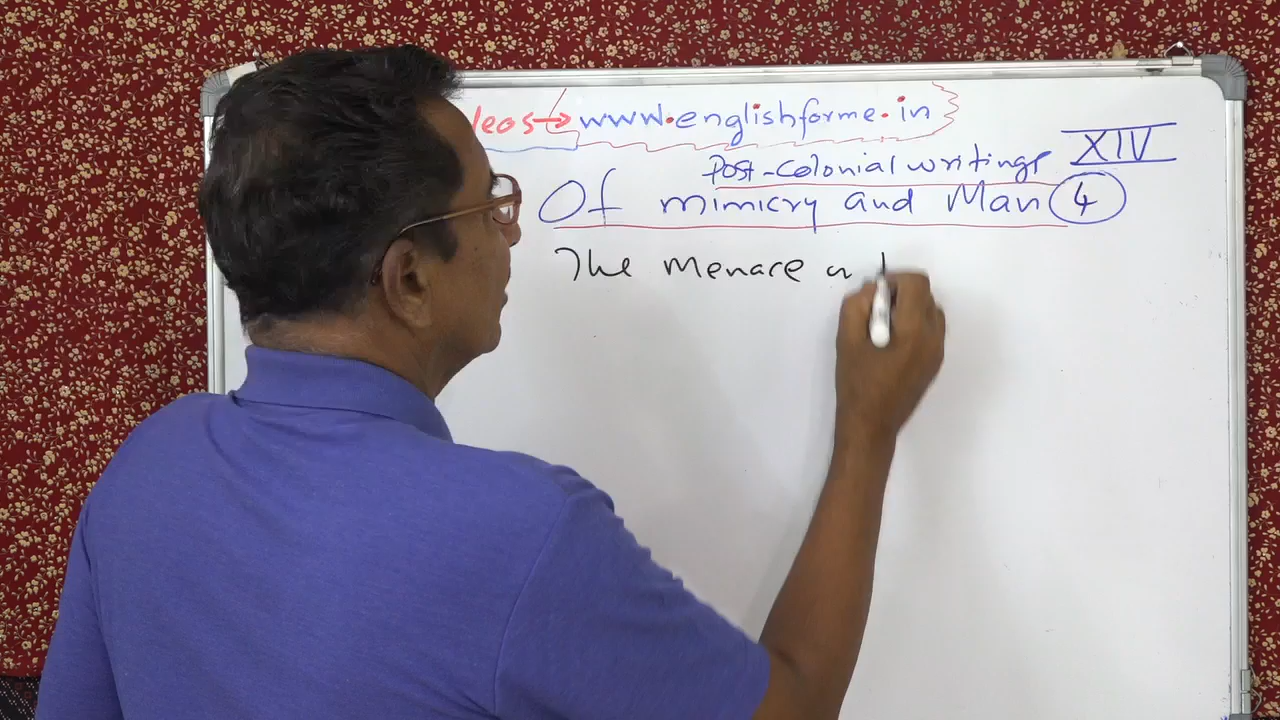 leos→ www.englishforme.in
Post-Colonial writings XIV
Of mimicry and Man 4
The Menace